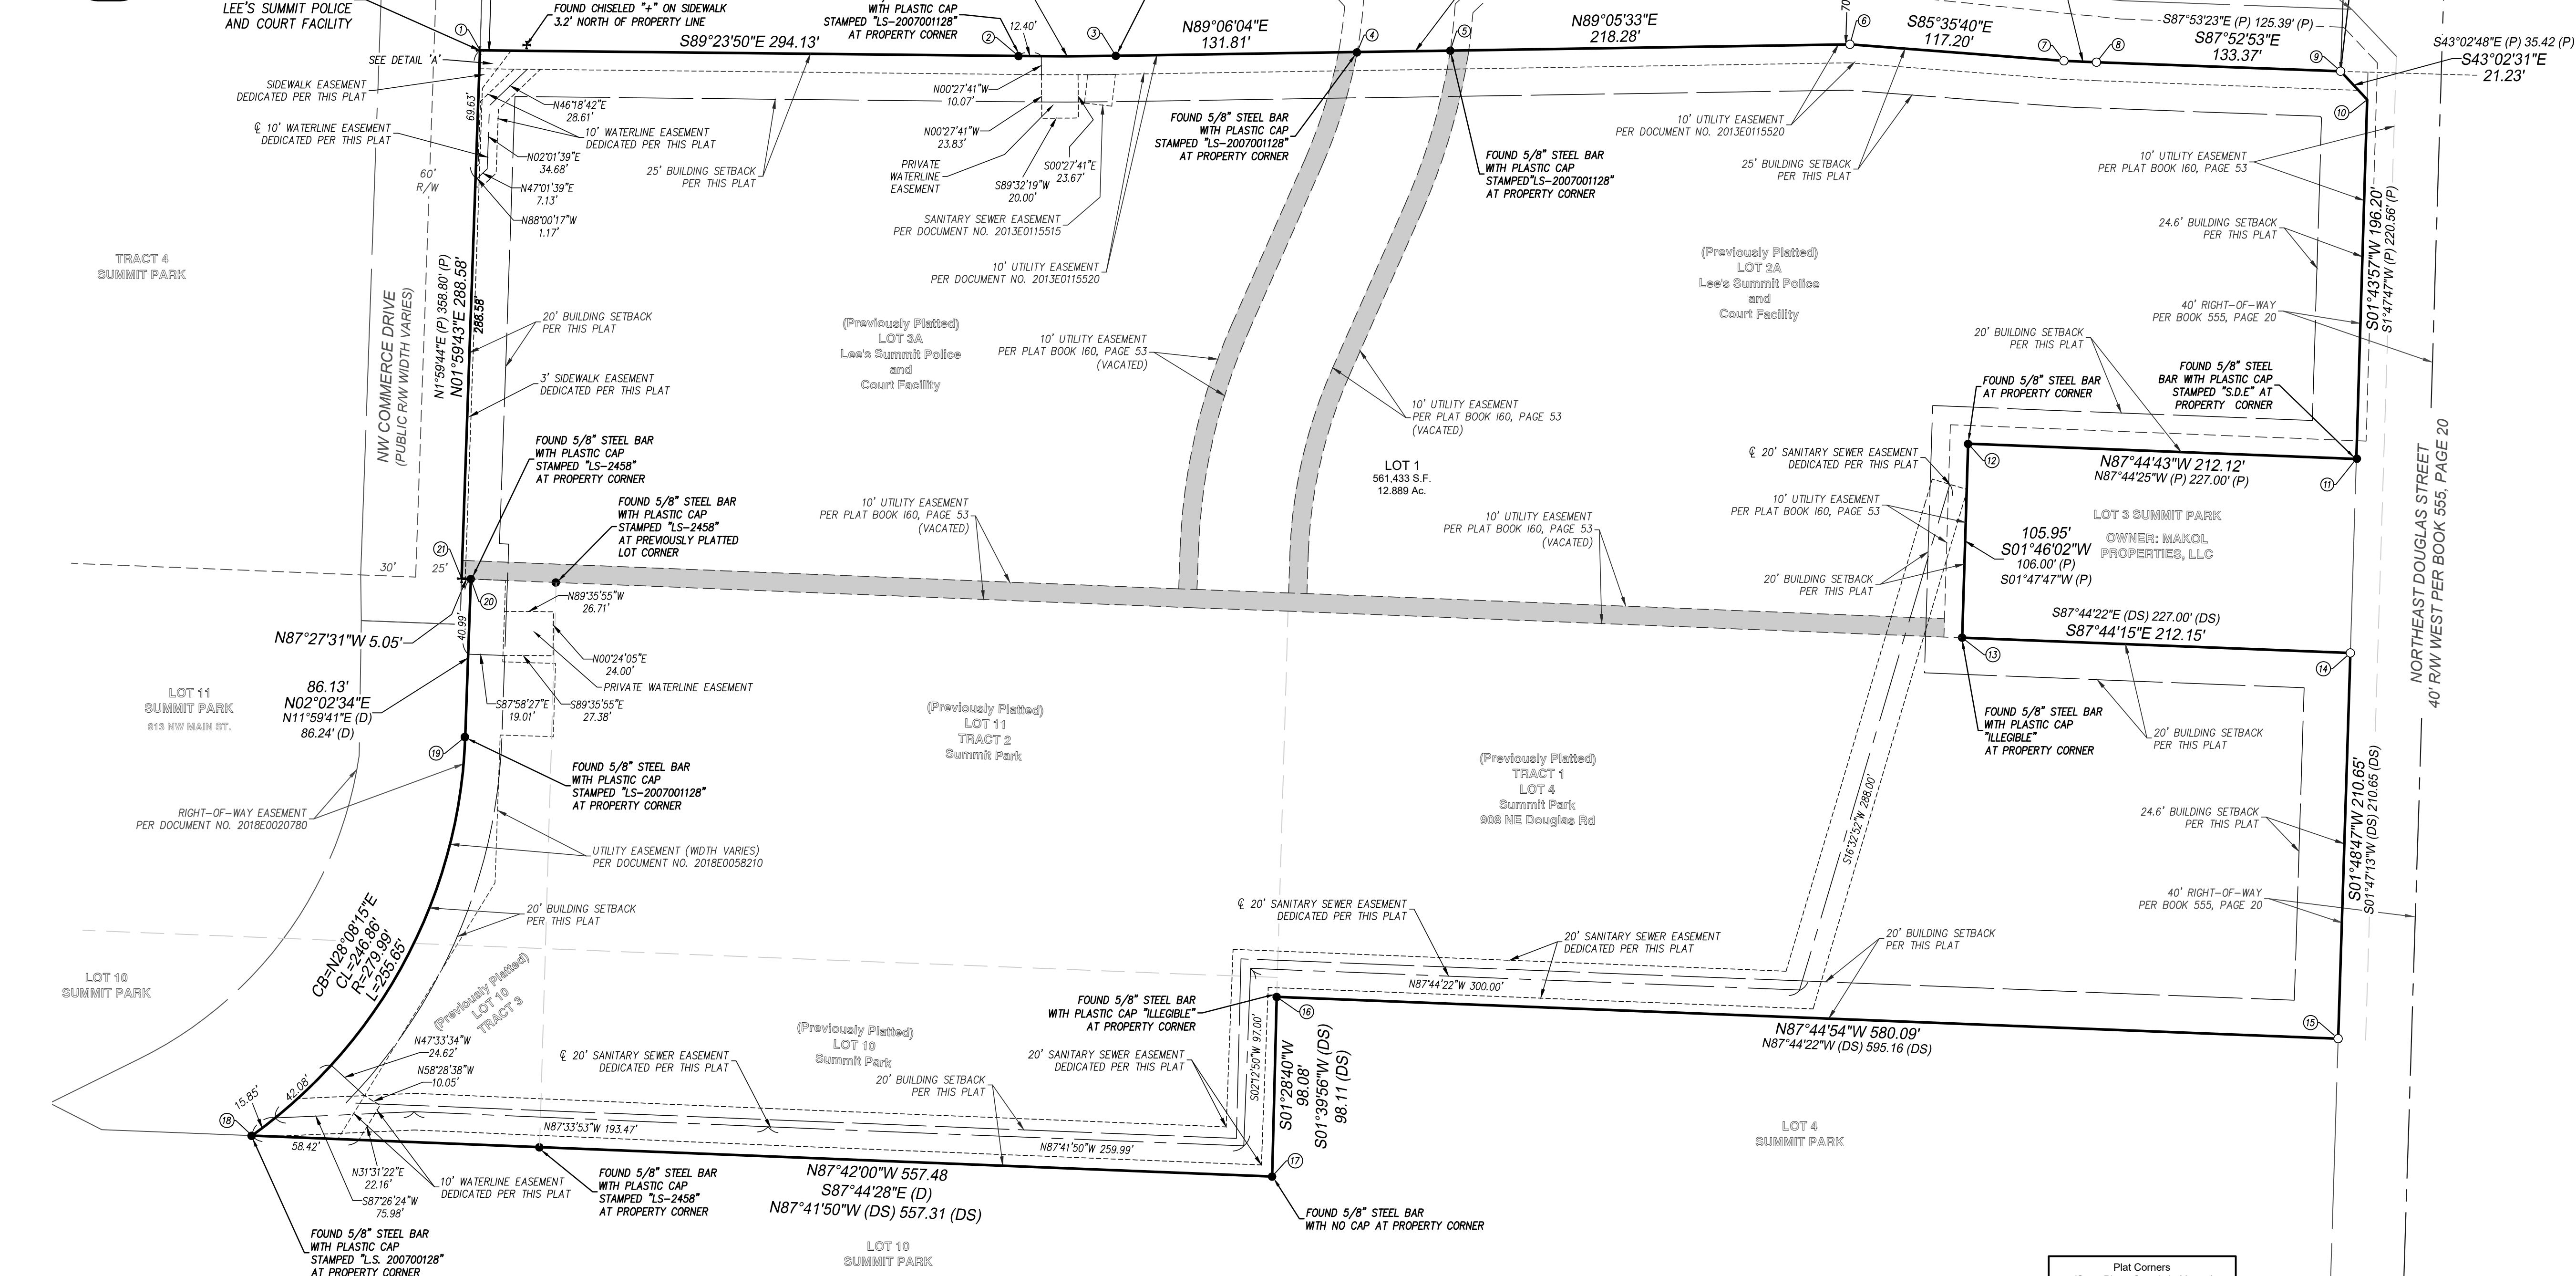 LEE'S SUMMIT POLICE
AND COURT FACILITY
FOUND CHISELED "+" ON SIDEWALK
3.2' NORTH OF PROPERTY LINE
WITH PLASTIC CAP
STAMPED "LS-2007001128"
AT PROPERTY CORNER
12.40'
1
2
3
4
5
6
7
8
9
10
S89°23'50"E 294.13'
N89°06'04"E
131.81'
N89°05'33"E
218.28'
70
S85°35'40"E
117.20'
S87°53'23"E (P) 125.39' (P)
S87°52'53"E
133.37'
S43°02'48"E (P) 35.42 (P)
S43°02'31"E
21.23'
SEE DETAIL 'A'
SIDEWALK EASEMENT
DEDICATED PER THIS PLAT
℄ 10' WATERLINE EASEMENT
DEDICATED PER THIS PLAT
69.63'
N46°18'42"E
28.61'
10' WATERLINE EASEMENT
DEDICATED PER THIS PLAT
N02°01'39"E
34.68'
N47°01'39"E
7.13'
N88°00'17"W
1.17'
60'
R/W
25' BUILDING SETBACK
PER THIS PLAT
N00°27'41"W
10.07'
N00°27'41"W
23.83'
PRIVATE
WATERLINE
EASEMENT
S89°32'19"W
20.00'
S00°27'41"E
23.67'
SANITARY SEWER EASEMENT
PER DOCUMENT NO. 2013E0115515
10' UTILITY EASEMENT
PER DOCUMENT NO. 2013E0115520
FOUND 5/8" STEEL BAR
WITH PLASTIC CAP
STAMPED "LS-2007001128"
AT PROPERTY CORNER
FOUND 5/8" STEEL BAR
WITH PLASTIC CAP
STAMPED"LS-2007001128"
AT PROPERTY CORNER
10' UTILITY EASEMENT
PER DOCUMENT NO. 2013E0115520
25' BUILDING SETBACK
PER THIS PLAT
10' UTILITY EASEMENT
PER PLAT BOOK 160, PAGE 53
24.6' BUILDING SETBACK
PER THIS PLAT
40' RIGHT-OF-WAY
PER BOOK 555, PAGE 20
S01°43'57"W 196.20'
S1°47'47"W (P) 220.56' (P)
TRACT 4
SUMMIT PARK
NW COMMERCE DRIVE
(PUBLIC R/W WIDTH VARIES)
N1°59'44"E (P) 358.80' (P)
N01°59'43"E 288.58'
288.58'
20' BUILDING SETBACK
PER THIS PLAT
3' SIDEWALK EASEMENT
DEDICATED PER THIS PLAT
(Previously Platted)
LOT 3A
Lee's Summit Police
and
Court Facility
10' UTILITY EASEMENT
PER PLAT BOOK 160, PAGE 53
(VACATED)
10' UTILITY EASEMENT
PER PLAT BOOK 160, PAGE 53
(VACATED)
(Previously Platted)
LOT 2A
Lee's Summit Police
and
Court Facility
20' BUILDING SETBACK
PER THIS PLAT
FOUND 5/8" STEEL BAR
AT PROPERTY CORNER
FOUND 5/8" STEEL
BAR WITH PLASTIC CAP
STAMPED "S.D.E" AT
PROPERTY CORNER
FOUND 5/8" STEEL BAR
WITH PLASTIC CAP
STAMPED "LS-2458"
AT PROPERTY CORNER
FOUND 5/8" STEEL BAR
WITH PLASTIC CAP
STAMPED "LS-2458"
AT PREVIOUSLY PLATTED
LOT CORNER
10' UTILITY EASEMENT
PER PLAT BOOK 160, PAGE 53
(VACATED)
LOT 1
561,433 S.F.
12.889 Ac.
10' UTILITY EASEMENT
PER PLAT BOOK 160, PAGE 53
(VACATED)
℄ 20' SANITARY SEWER EASEMENT
DEDICATED PER THIS PLAT
10' UTILITY EASEMENT
PER PLAT BOOK 160, PAGE 53
20' BUILDING SETBACK
PER THIS PLAT
12
N87°44'43"W 212.12'
N87°44'25"W (P) 227.00' (P)
11
LOT 3 SUMMIT PARK
OWNER: MAKOL
PROPERTIES, LLC
105.95'
S01°46'02"W
106.00' (P)
S01°47'47"W (P)
S87°44'22"E (DS) 227.00' (DS)
S87°44'15"E 212.15'
13
14
NORTHEAST DOUGLAS STREET
40' R/W WEST PER BOOK 555, PAGE 20
30'
25'
21
20
N87°27'31"W 5.05'
40.99'
N89°35'55"W
26.71'
N00°24'05"E
24.00'
PRIVATE WATERLINE EASEMENT
S87°58'27"E
19.01'
S89°35'55"E
27.38'
86.13'
N02°02'34"E
N11°59'41"E (D)
86.24' (D)
LOT 11
SUMMIT PARK
813 NW MAIN ST.
19
FOUND 5/8" STEEL BAR
WITH PLASTIC CAP
STAMPED "LS-2007001128"
AT PROPERTY CORNER
(Previously Platted)
LOT 11
TRACT 2
Summit Park
(Previously Platted)
TRACT 1
LOT 4
Summit Park
908 NE Douglas Rd
FOUND 5/8" STEEL BAR
WITH PLASTIC CAP
"ILLEGIBLE"
AT PROPERTY CORNER
20' BUILDING SETBACK
PER THIS PLAT
RIGHT-OF-WAY EASEMENT
PER DOCUMENT NO. 2018E0020780
UTILITY EASEMENT (WIDTH VARIES)
PER DOCUMENT NO. 2018E0058210
S16°32'52"W 288.00'
24.6' BUILDING SETBACK
PER THIS PLAT
S01°48'47"W 210.65'
S01°47'13"W (DS) 210.65 (DS)
40' RIGHT-OF-WAY
PER BOOK 555, PAGE 20
20' BUILDING SETBACK
PER THIS PLAT
CB=N28°08'15"E
CL=246.86'
R=279.99'
L=255.65'
LOT 10
SUMMIT PARK
(Previously Platted)
LOT 10
TRACT 3
℄ 20' SANITARY SEWER EASEMENT
DEDICATED PER THIS PLAT
20' SANITARY SEWER EASEMENT
DEDICATED PER THIS PLAT
20' BUILDING SETBACK
PER THIS PLAT
N87°44'22"W 300.00'
FOUND 5/8" STEEL BAR
WITH PLASTIC CAP "ILLEGIBLE"
AT PROPERTY CORNER
16
15
N87°44'54"W 580.09'
N87°44'22"W (DS) 595.16 (DS)
(Previously Platted)
LOT 10
Summit Park
N47°33'34"W
24.62'
N58°28'38"W
10.05'
℄ 20' SANITARY SEWER EASEMENT
DEDICATED PER THIS PLAT
20' BUILDING SETBACK
PER THIS PLAT
20' SANITARY SEWER EASEMENT
DEDICATED PER THIS PLAT
S02°12'50"W 97.00'
S01°28'40"W
98.08'
S01°39'56"W (DS)
98.11 (DS)
15.85'
42.08'
18
58.42'
N87°33'53"W 193.47'
N87°41'50"W 259.99'
17
N31°31'22"E
22.16'
S87°26'24"W
75.98'
10' WATERLINE EASEMENT
DEDICATED PER THIS PLAT
FOUND 5/8" STEEL BAR
WITH PLASTIC CAP
STAMPED "LS-2458"
AT PROPERTY CORNER
N87°42'00"W 557.48
S87°44'28"E (D)
N87°41'50"W (DS) 557.31 (DS)
FOUND 5/8" STEEL BAR
WITH NO CAP AT PROPERTY CORNER
LOT 4
SUMMIT PARK
FOUND 5/8" STEEL BAR
WITH PLASTIC CAP
STAMPED "L.S. 200700128"
AT PROPERTY CORNER
LOT 10
SUMMIT PARK
Plat Corners